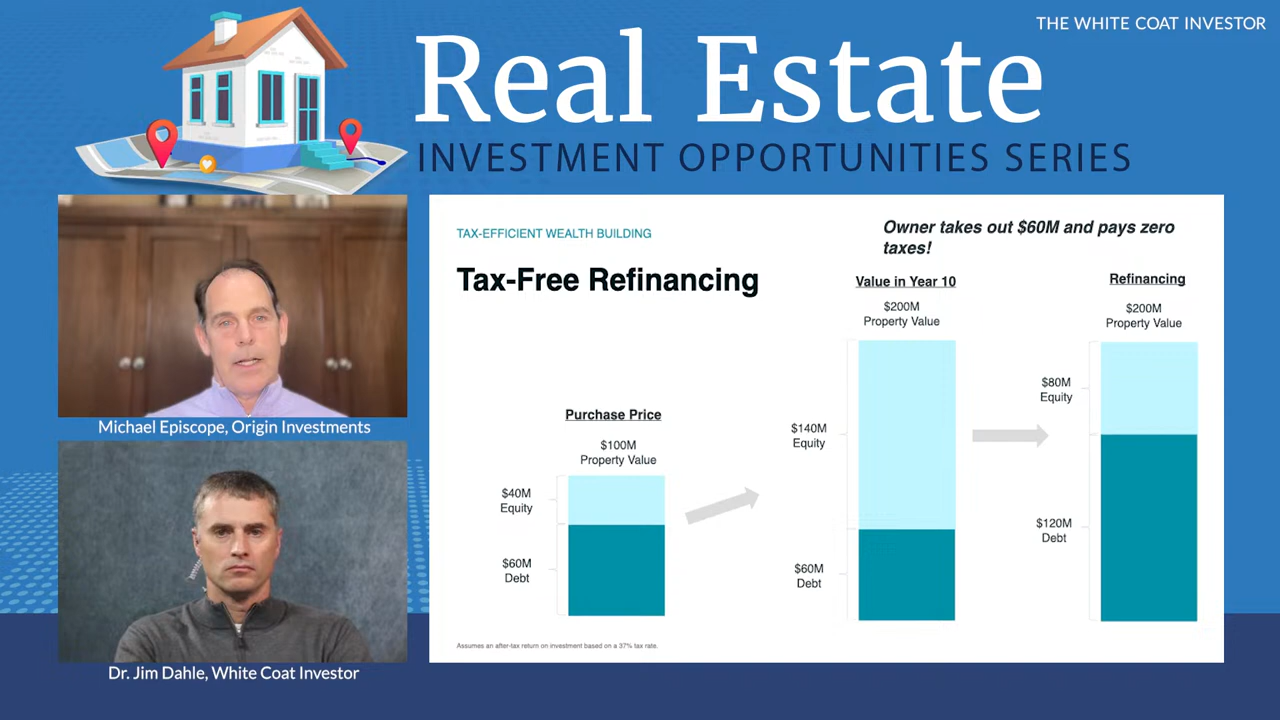 THE WHITE COAT INVESTOR
Real Estate
INVESTMENT OPPORTUNITIES SERIES
Michael Episcope, Origin Investments
Dr. Jim Dahle, White Coat Investor
TAX-EFFICIENT WEALTH BUILDING
Tax-Free Refinancing
Owner takes out $60M and pays zero
taxes!
Purchase Price
$100M
Property Value
$40M
Equity
$60M
Debt
Value in Year 10
$200M
Property Value
$140M
Equity
$60M
Debt
Refinancing
$200M
Property Value
$80M
Equity
$120M
Debt
Assumes an after-tax return on investment based on a 37% tax rate.